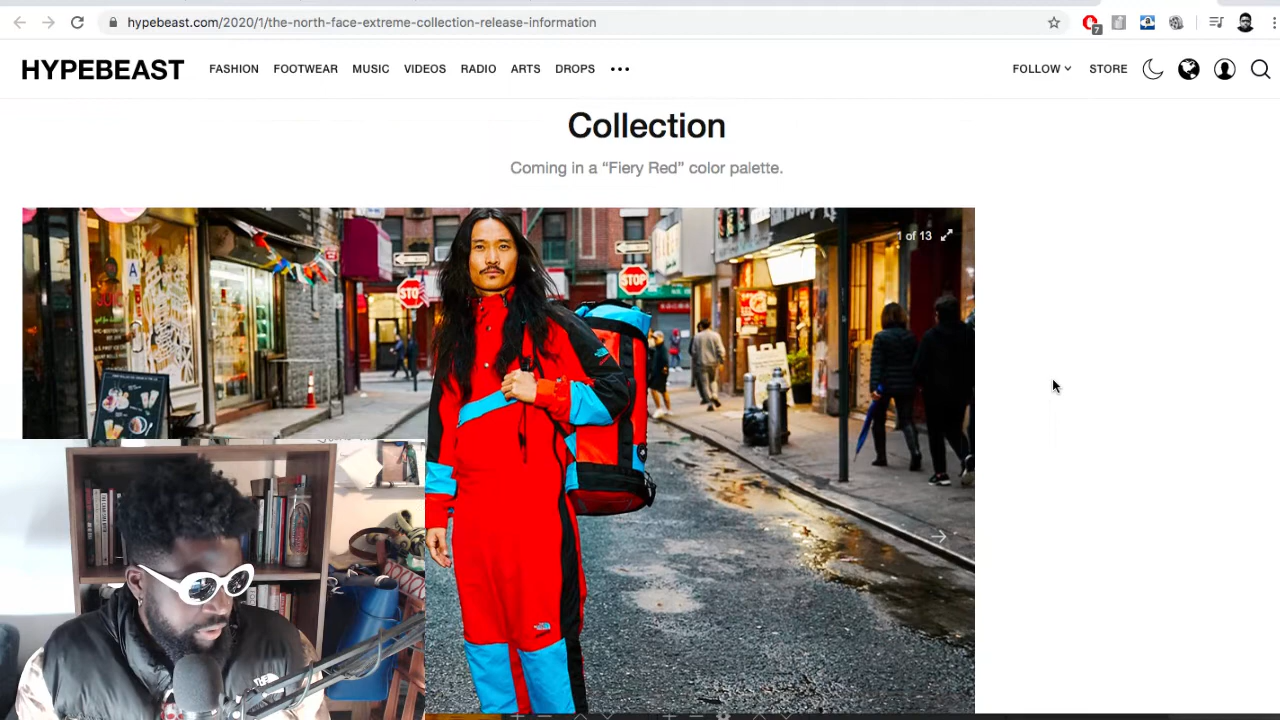 hypebeast.com/2020/1/the-north-face-extreme-collection-release-information
7
HYPEBEAST
FASHION FOOTWEAR MUSIC VIDEOS RADIO ARTS DROPS •••
FOLLOW STORE
Collection
Coming in a “Fiery Red” color palette.
1 of 13
A
STOP
STOP